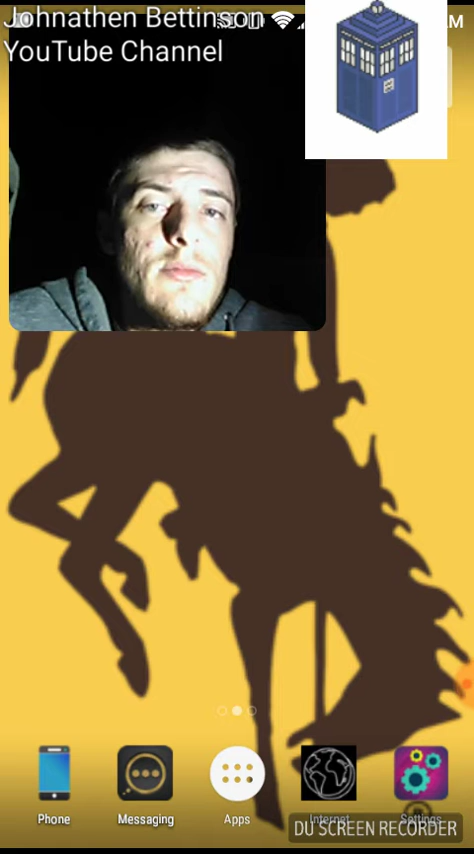 Johnathen Bettinson
M
YouTube Channel
Phone
Messaging
Apps
Internet
Settings
DU SCREEN RECORDER